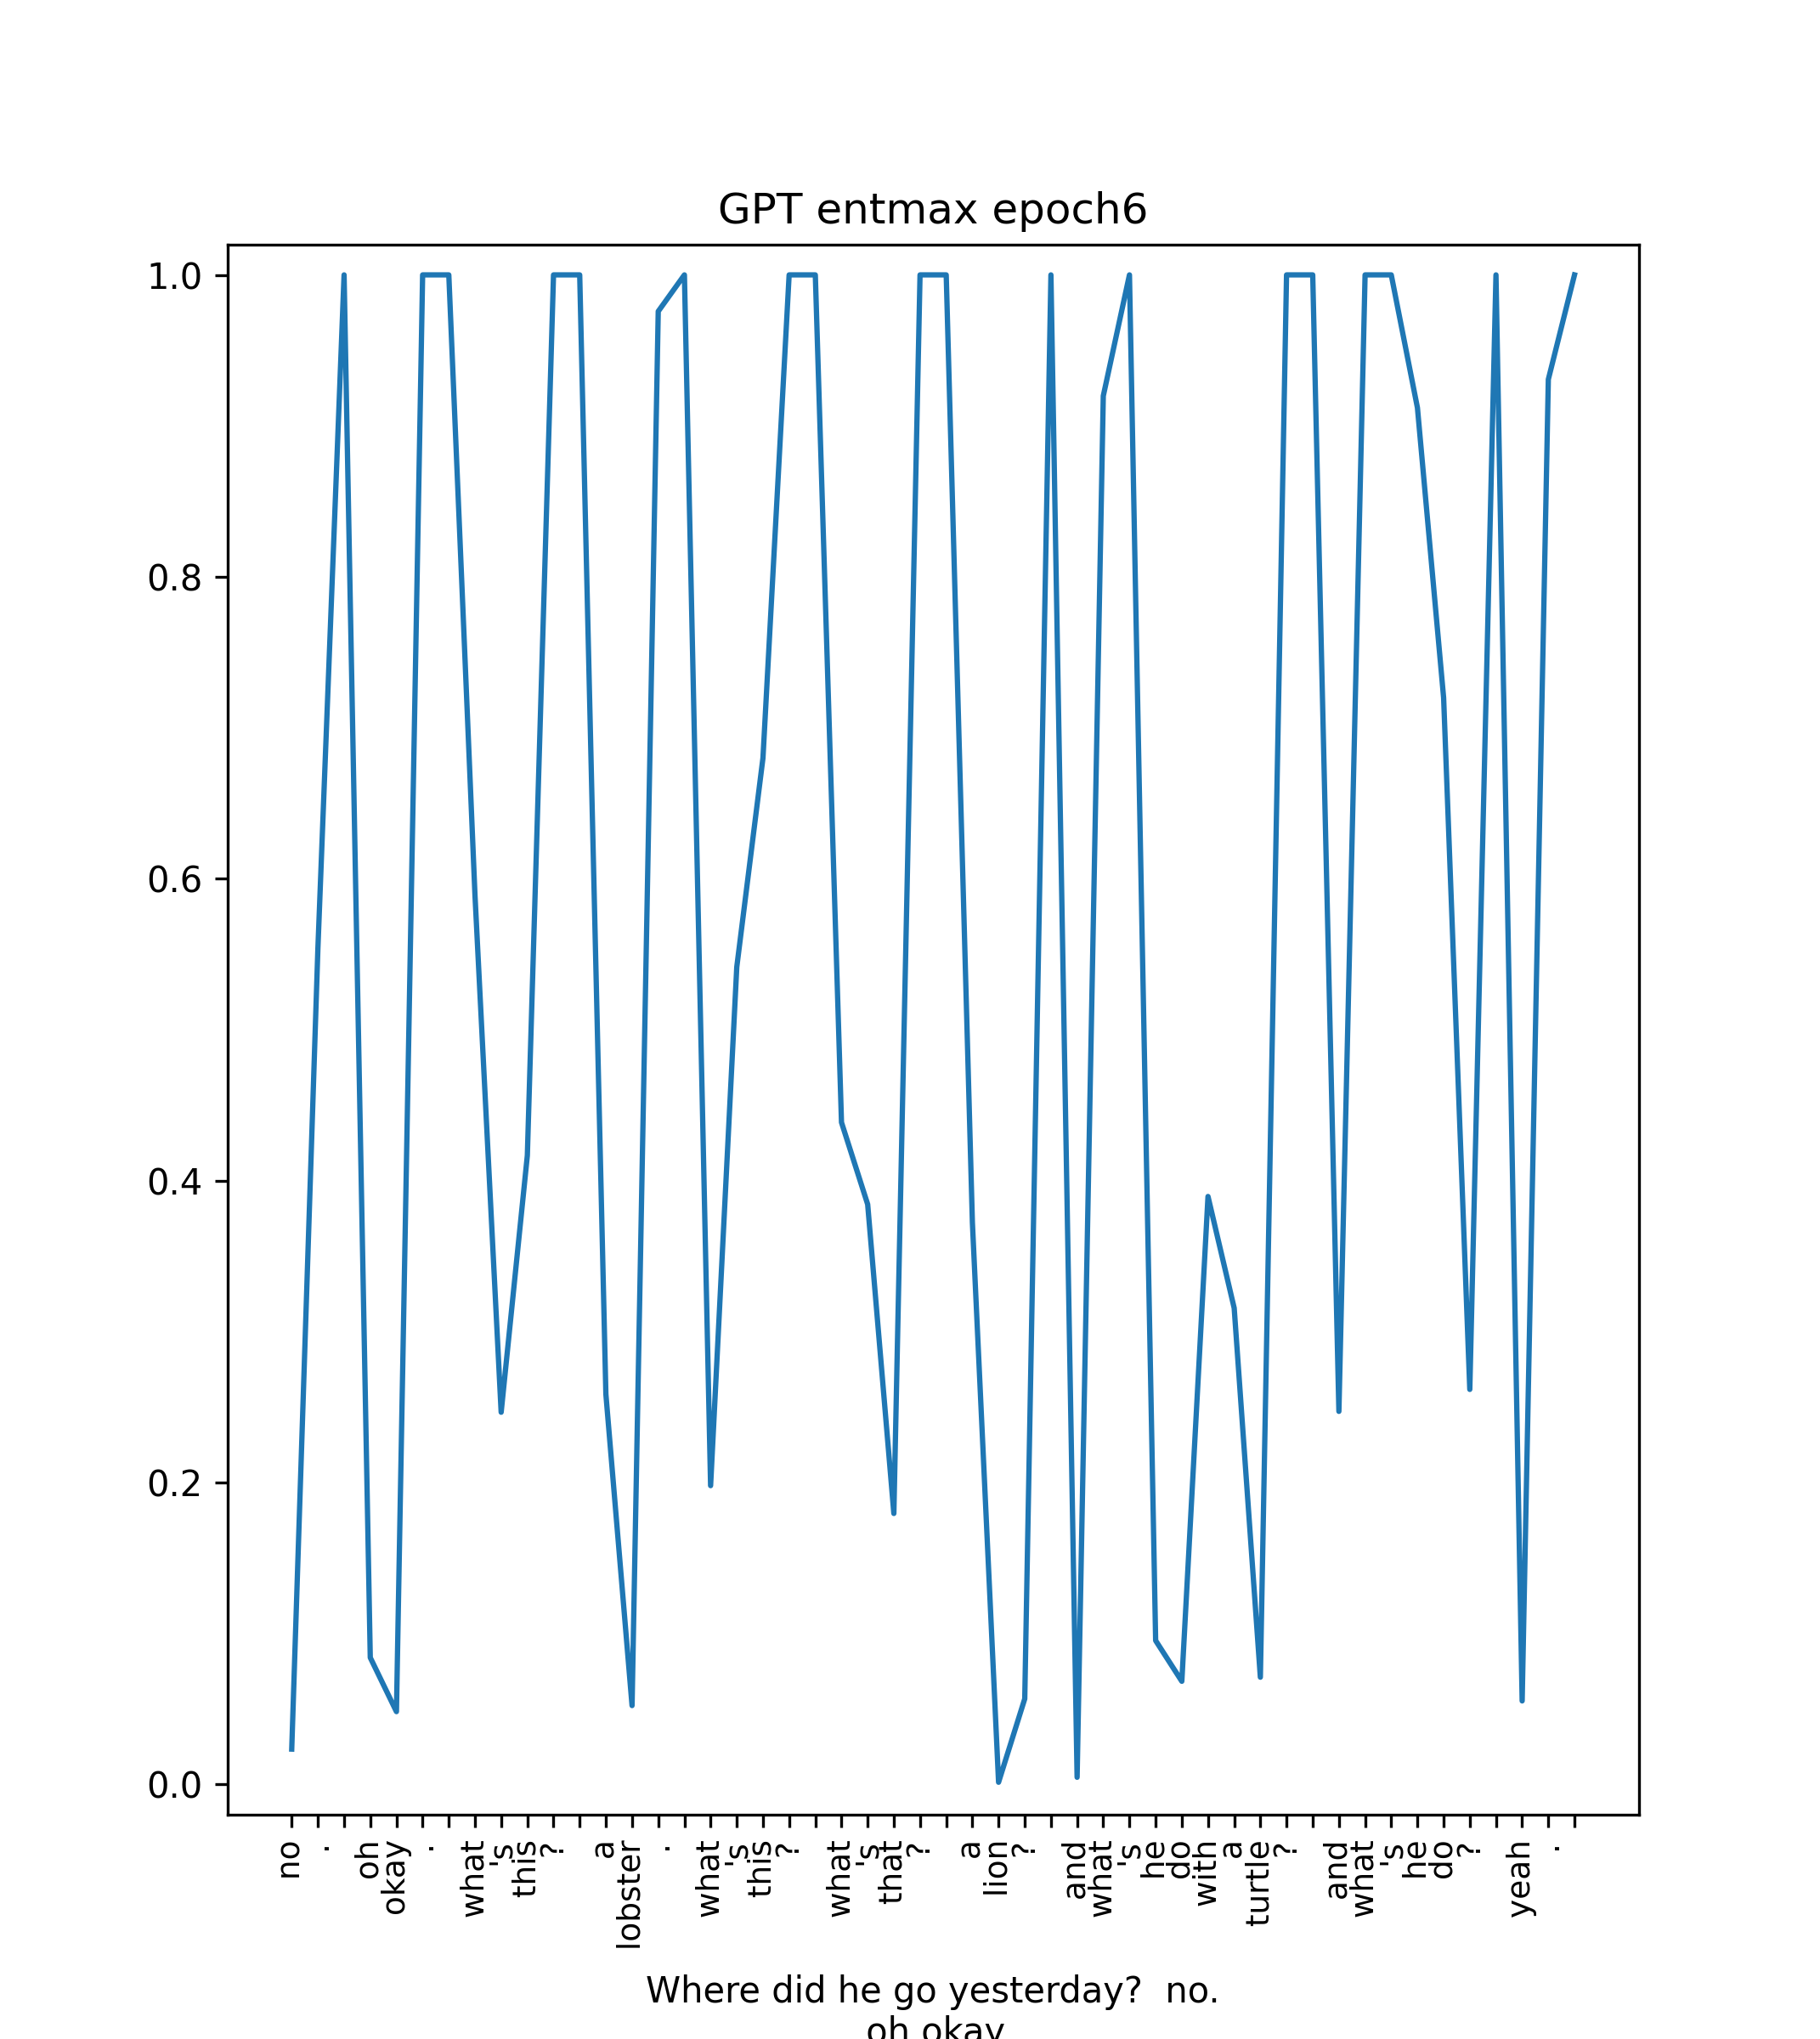 GPT entmax epoch6
1.0
0.8
0.6
0.4
0.2
0.0
no
.
oh
okay
.
what
's
this
?
a
lobster
.
what
's
this
?
what
's
that
?
a
lion
?
and
what
's
he
do
with
a
turtle
?
and
what
's
he
do
?
yeah
.
Where did he go yesterday?  no.
oh okay